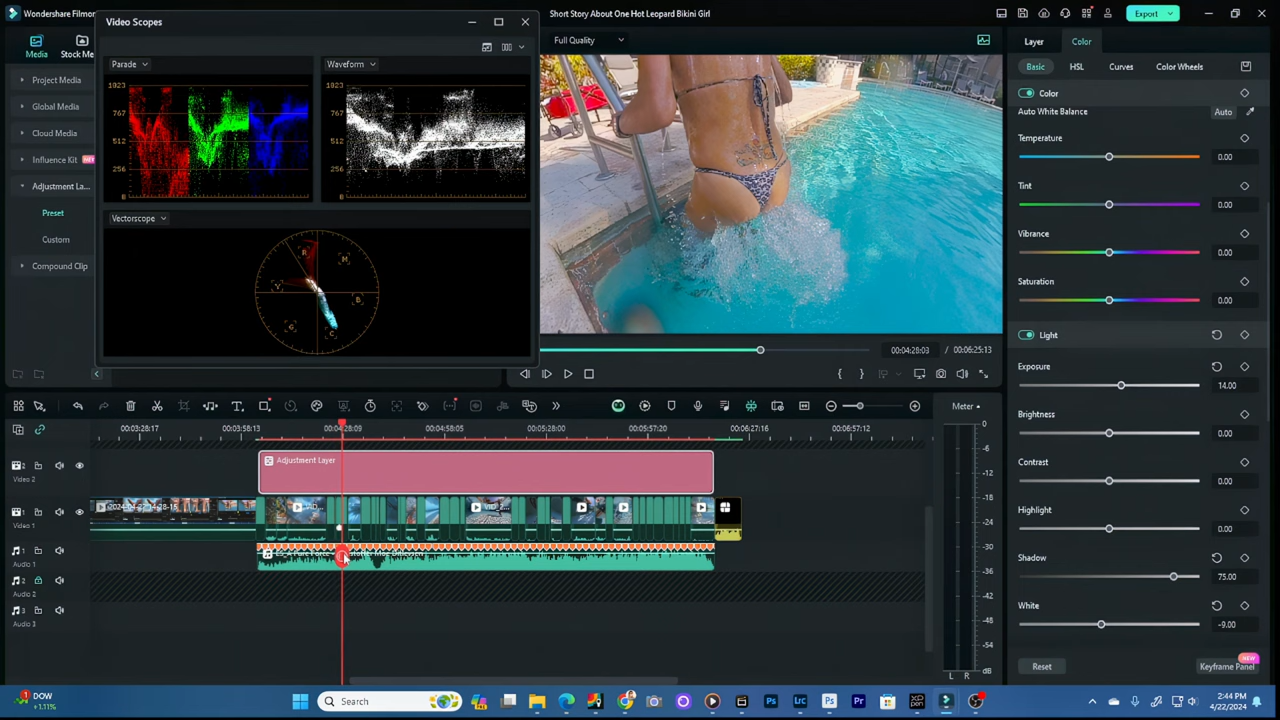 Wondershare Filmor
Short Story About One Hot Leopard Bikini Girl
Export
Video Scopes
Media
Stock Me
Full Quality
Layer
Color
Basic
HSL
Curves
Color Wheels
Project Media
Global Media
Cloud Media
Influence Kit
NEW
Adjustment La...
Preset
Custom
Compound Clip
Parade
Waveform
1023
767
512
256
0
1023
767
512
256
0
Vectorscope
R
M
Y
B
G
C
Color
Auto White Balance
Auto
Temperature
0.00
Tint
0.00
Vibrance
0.00
Saturation
0.00
Light
Exposure
14.00
Brightness
0.00
Contrast
0.00
Highlight
0.00
Shadow
75.00
White
-9.00
Reset
Keyframe Panel
NEW
00:04:28:03 / 00:06:25:13
Meter
00:03:28:17
00:03:58:13
00:04:28:09
00:04:58:05
00:05:28:00
00:05:57:20
00:06:27:16
00:06:57:12
Video 2
Adjustment Layer
Video 1
Audio 1
Audio 2
Audio 3
0
-6
-12
-18
-24
-30
-36
-42
-48
-54
dB
L R
DOW
+1.11%
Search
2:44 PM
4/22/2024